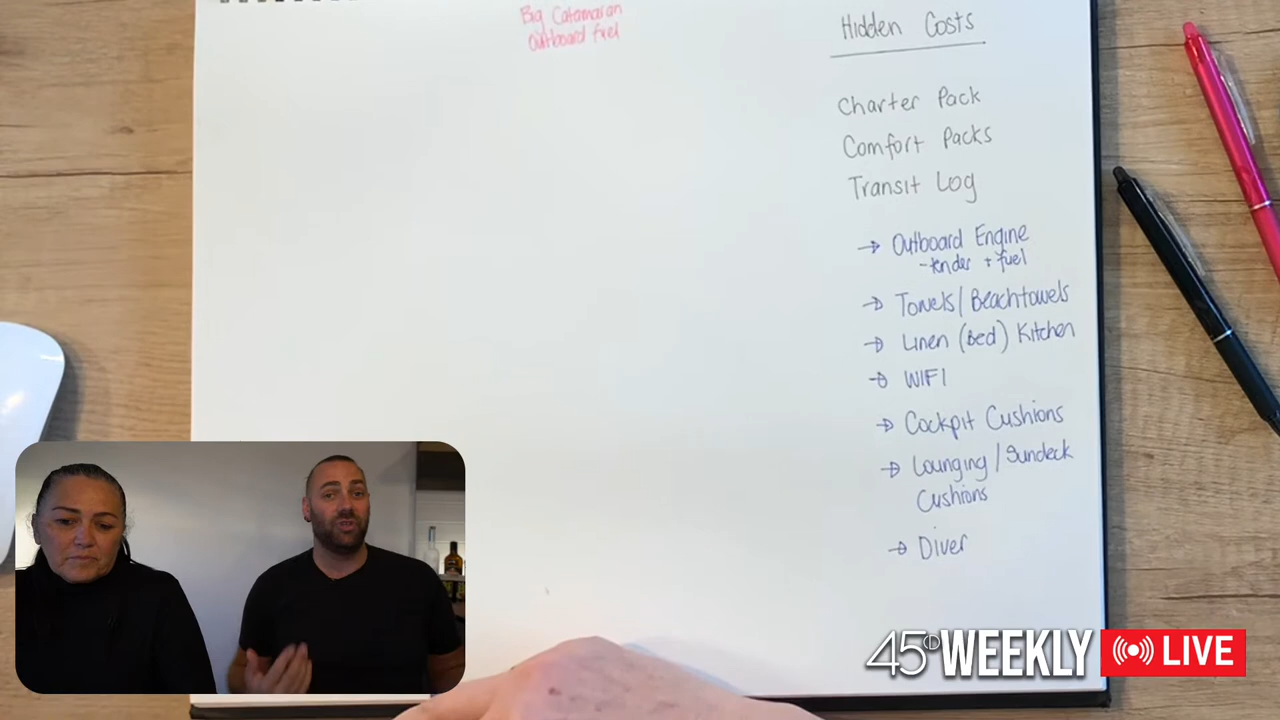 Big Catamaran
Outboard fuel
Hidden Costs
Charter Pack
Comfort Packs
Transit Log
→ Outboard Engine
- tender + fuel
→ Towels / Beachtowels
→ Linen (Bed) Kitchen
→ WIFI
→ Cockpit Cushions
→ Lounging / Sundeck
Cushions
→ Diver
45° WEEKLY LIVE